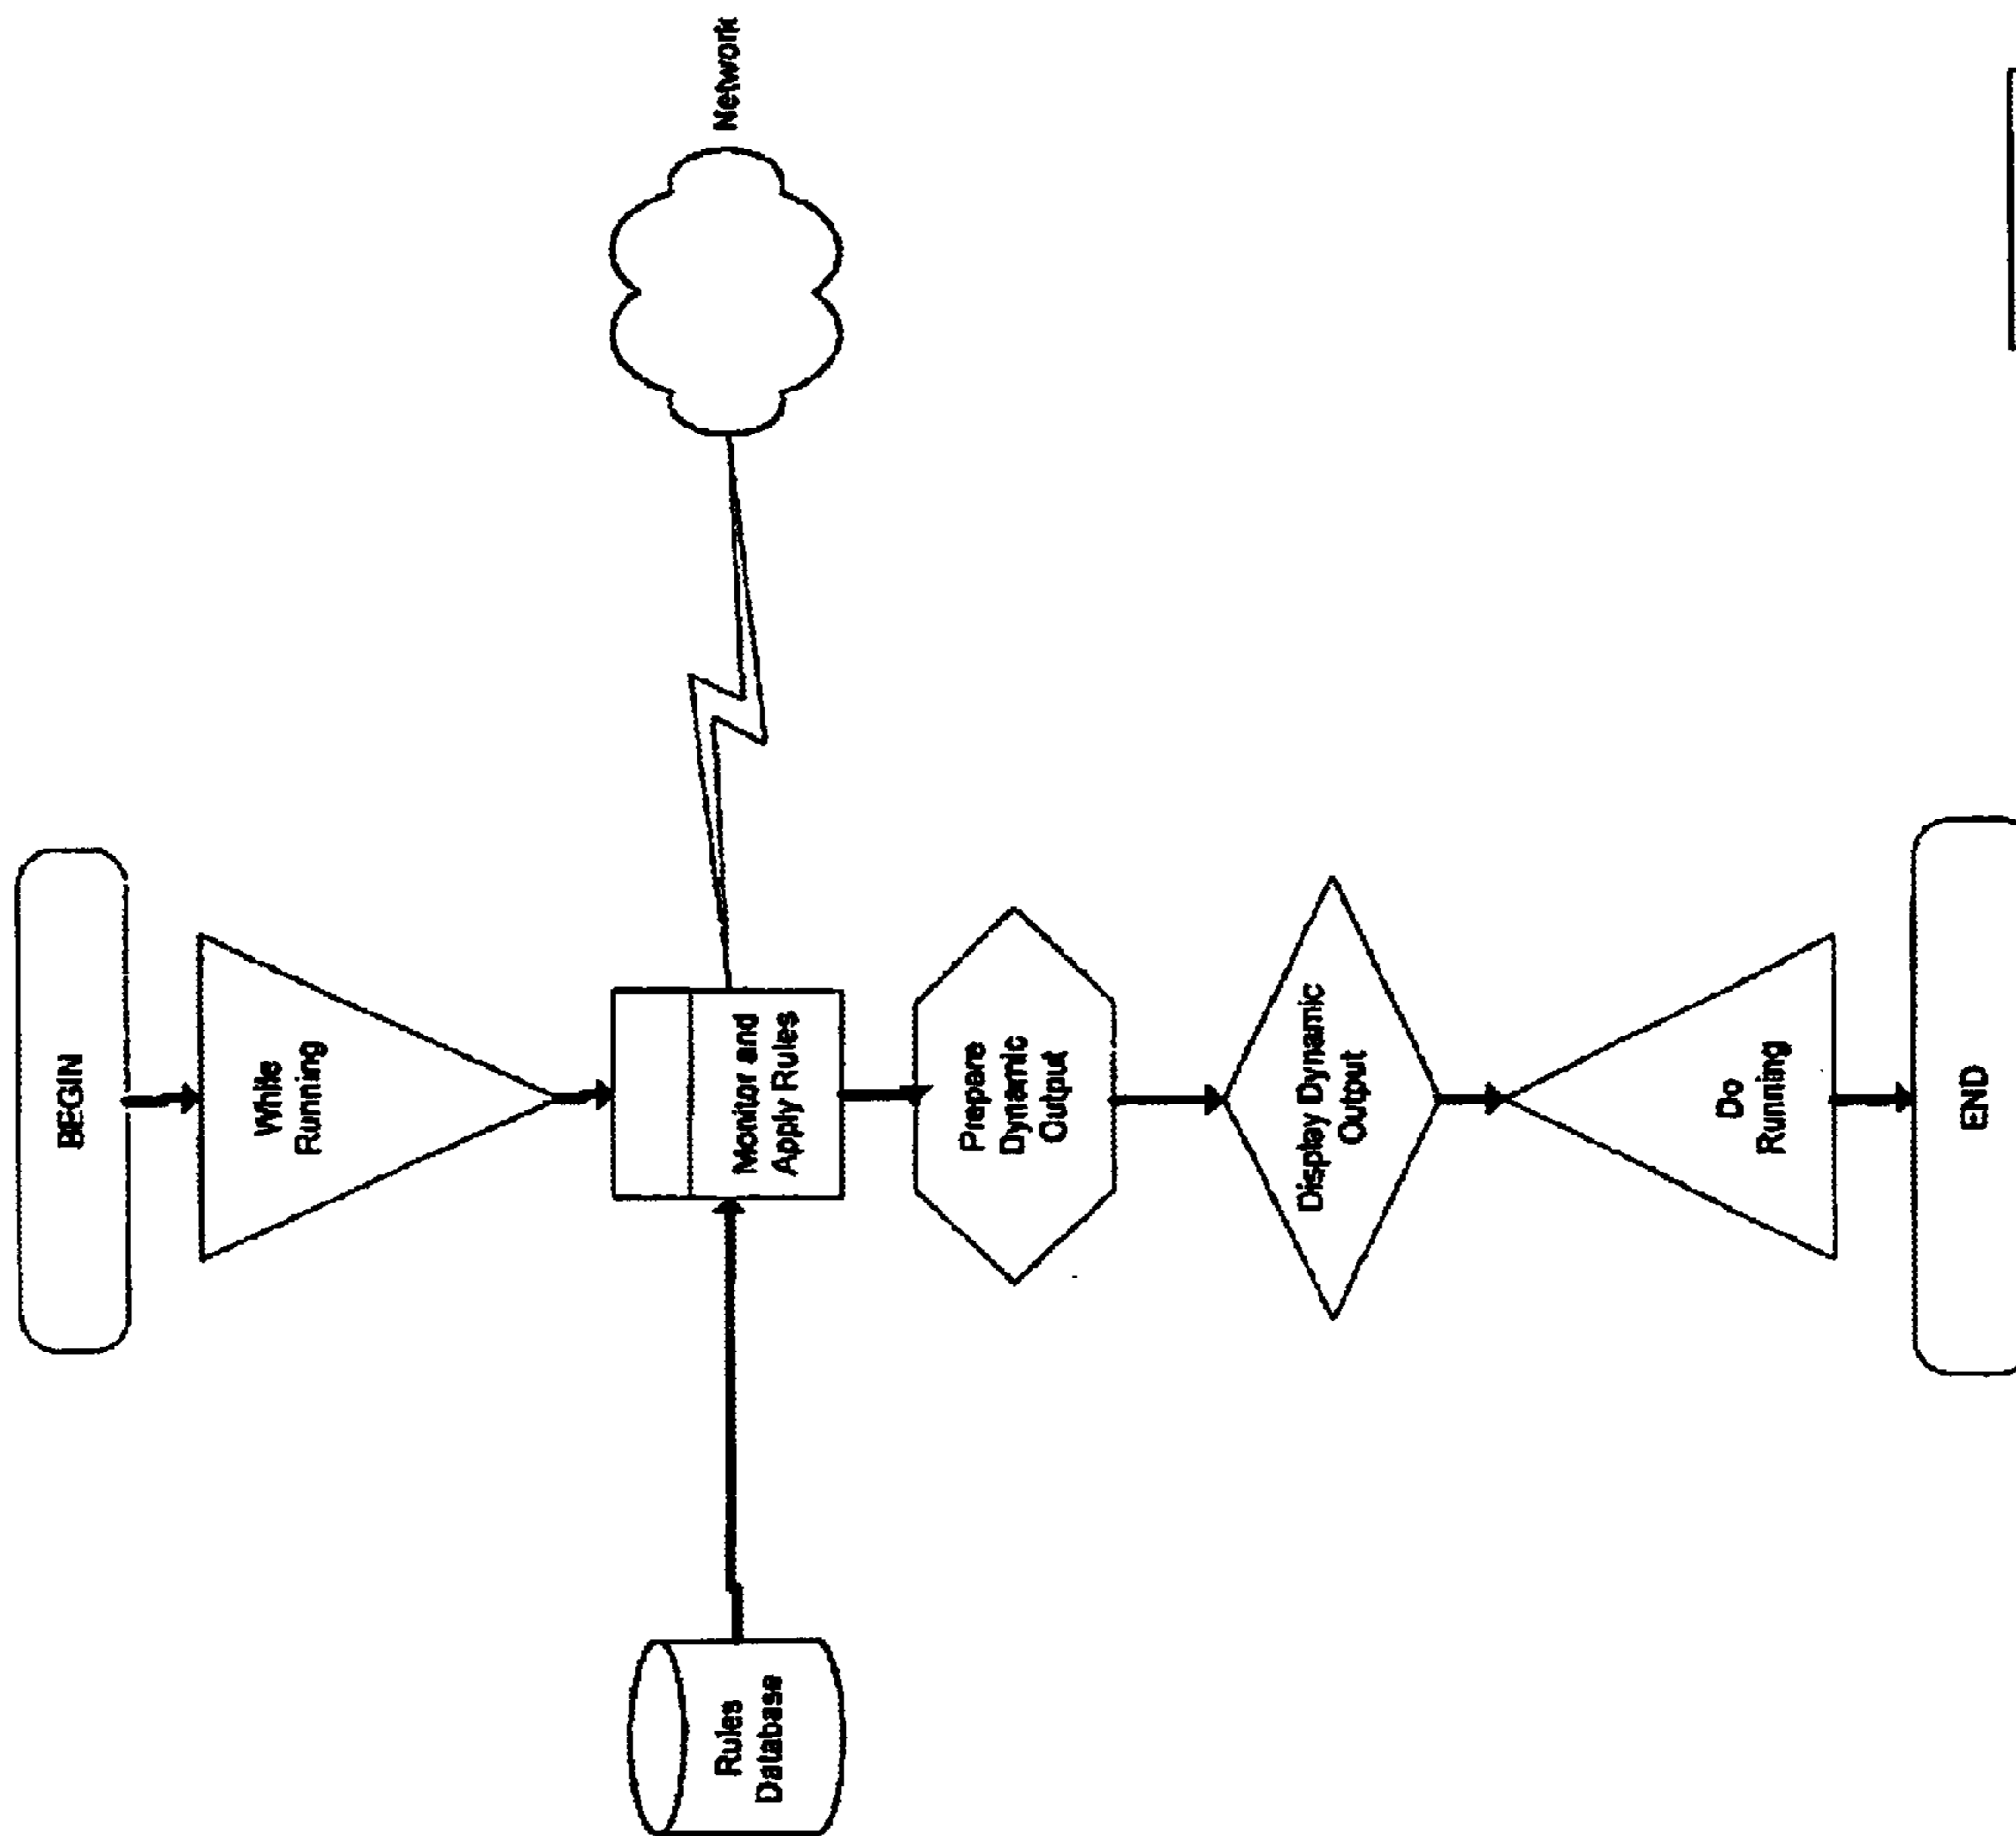 BEGIN
While
Running
Network
Monitor and
Apply Rules
Rules
Database
Prepare
Dynamic
Output
Display Dynamic
Output
Do
Running
END